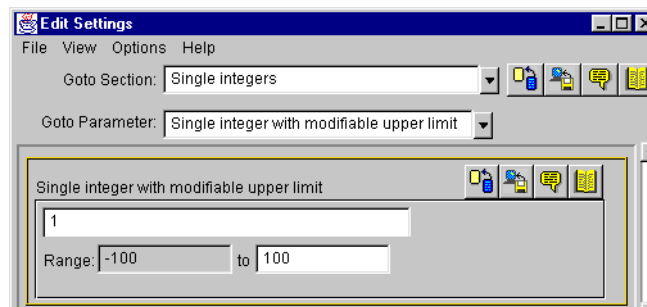 Edit Settings
File View Options Help
Goto Section: Single integers
Goto Parameter: Single integer with modifiable upper limit
Single integer with modifiable upper limit
1
Range: -100 to 100